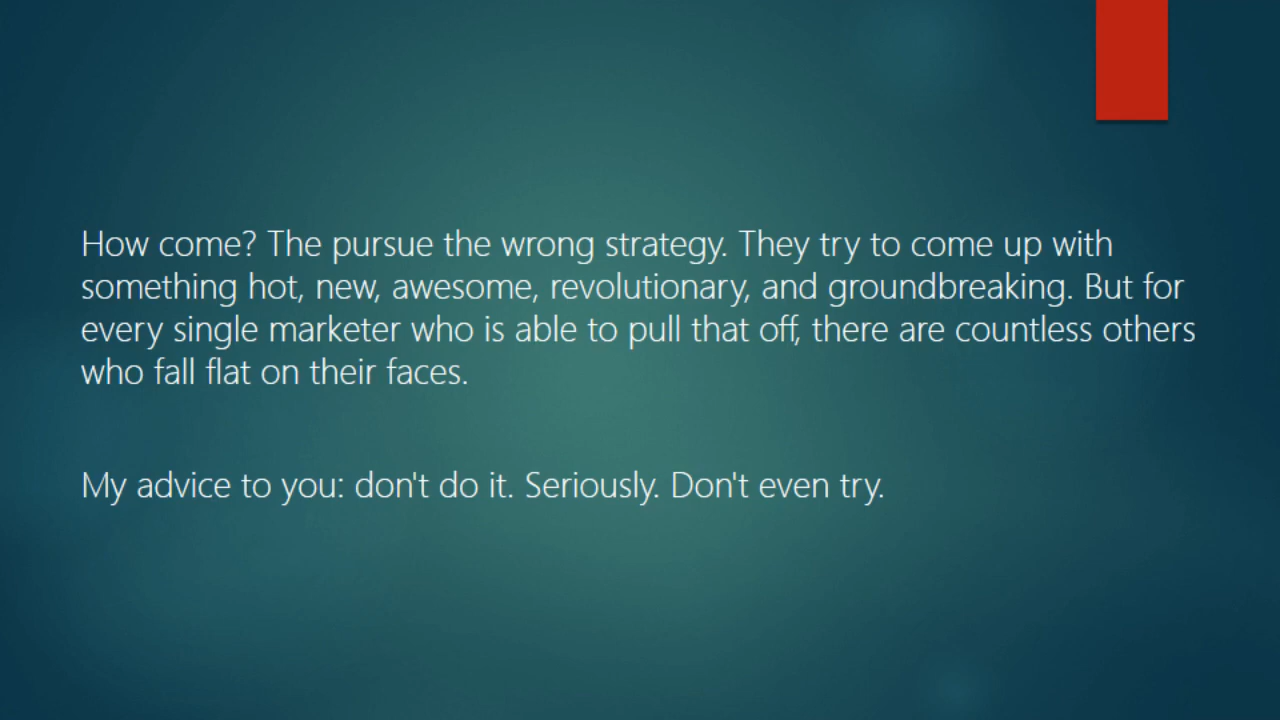 How come? The pursue the wrong strategy. They try to come up with
something hot, new, awesome, revolutionary, and groundbreaking. But for
every single marketer who is able to pull that off, there are countless others
who fall flat on their faces.
My advice to you: don't do it. Seriously. Don't even try.